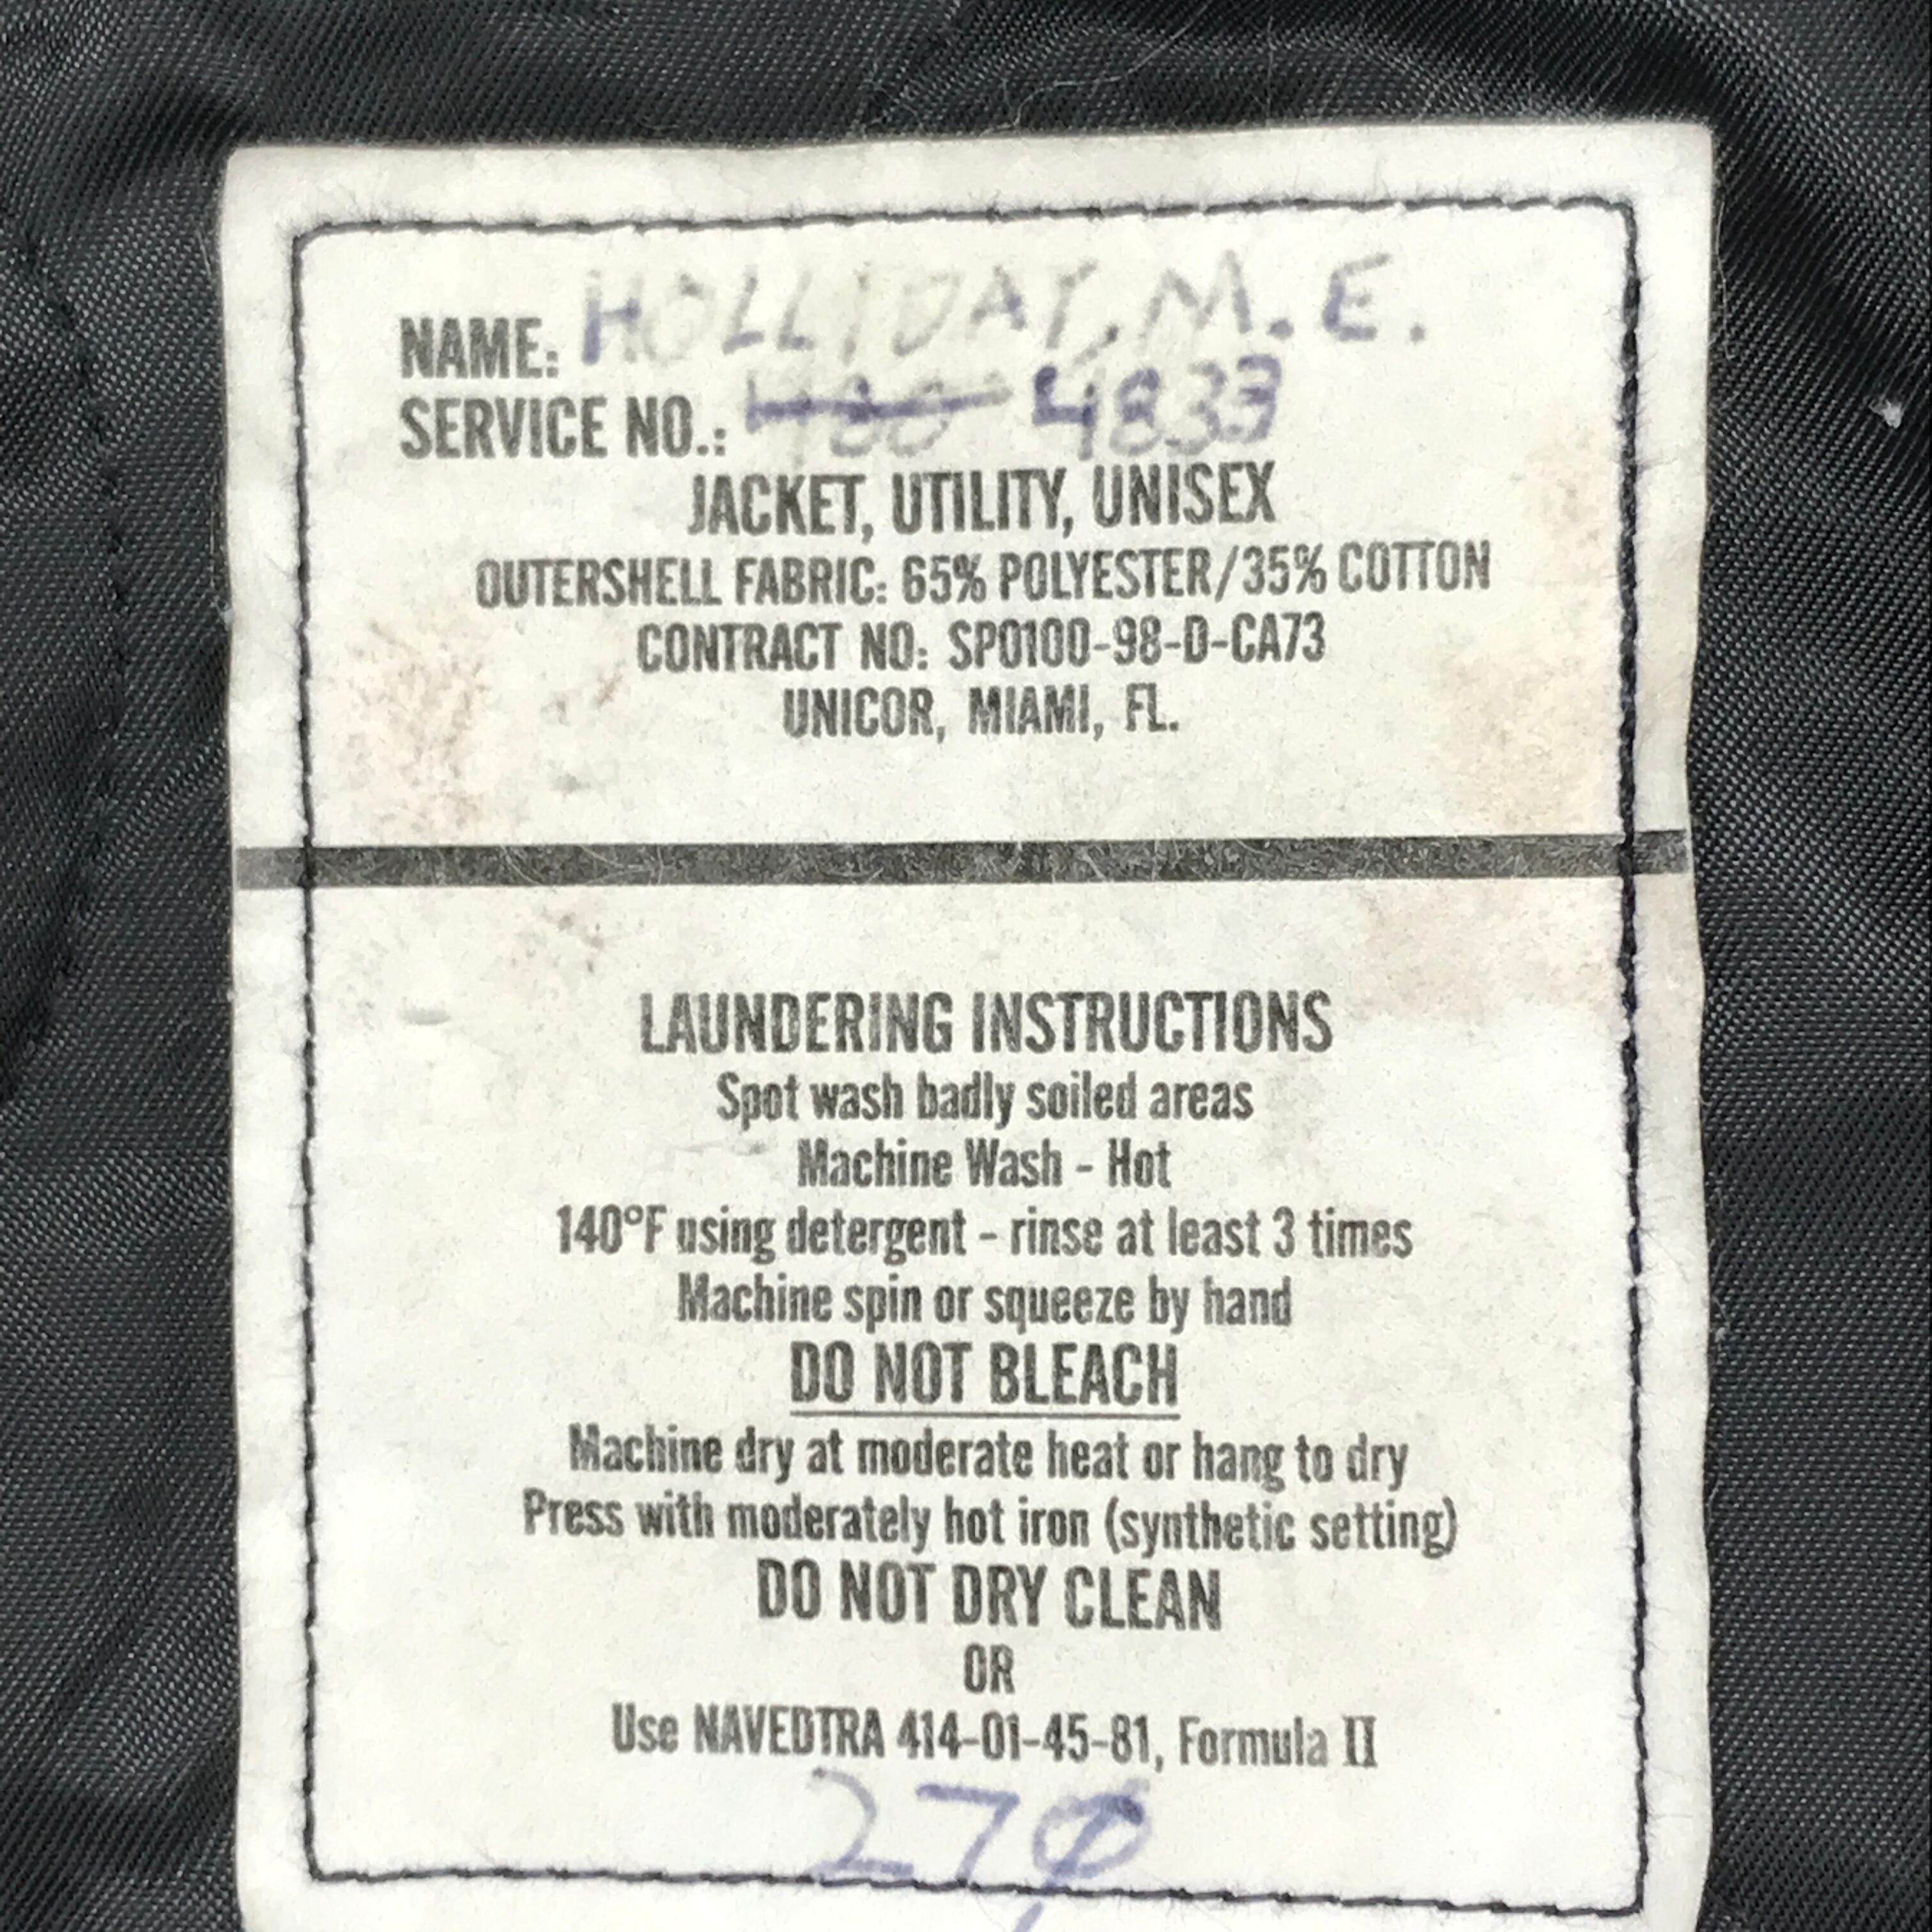 NAME: HOLLIDAY, M. E.
SERVICE NO.: 4833
JACKET, UTILITY, UNISEX
OUTERSHELL FABRIC: 65% POLYESTER/35% COTTON
CONTRACT NO: SP0100-98-D-CA73
UNICOR, MIAMI, FL.
LAUNDERING INSTRUCTIONS
Spot wash badly soiled areas
Machine Wash - Hot
140°F using detergent - rinse at least 3 times
Machine spin or squeeze by hand
DO NOT BLEACH
Machine dry at moderate heat or hang to dry
Press with moderately hot iron (synthetic setting)
DO NOT DRY CLEAN
OR
Use NAVEDTRA 414-01-45-81, Formula II